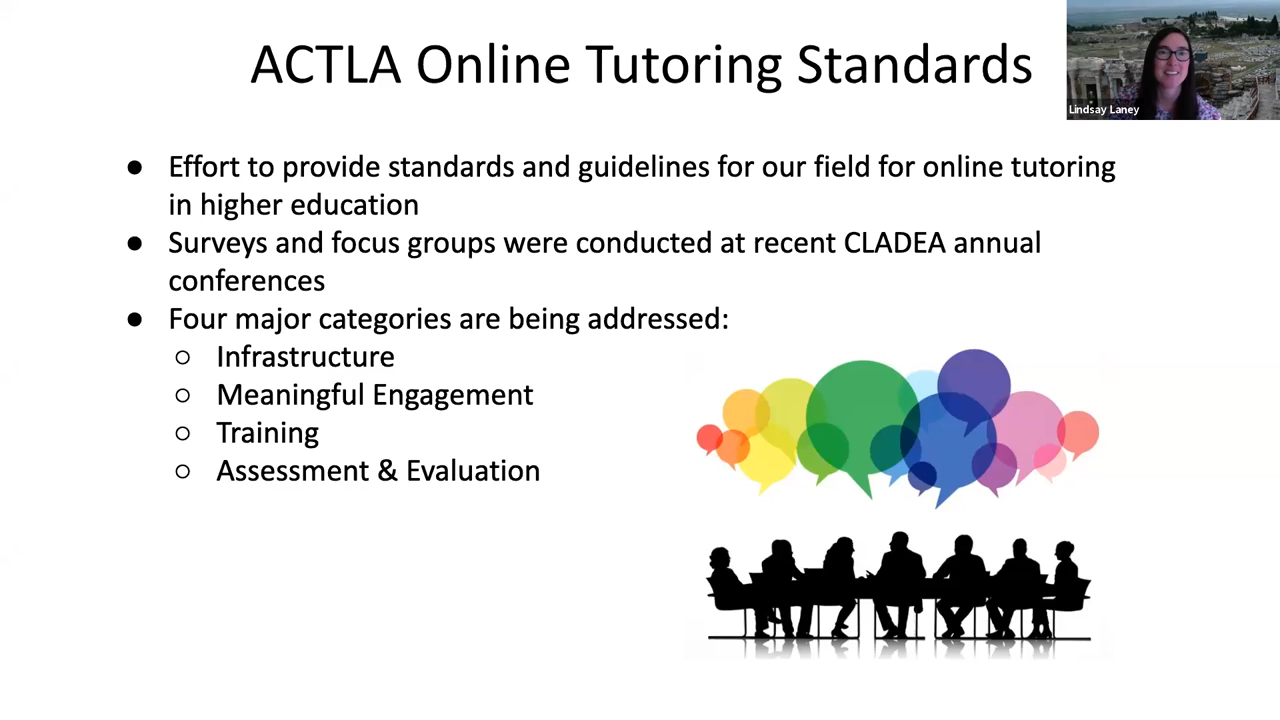 ACTLA Online Tutoring Standards
Lindsay Laney
● Effort to provide standards and guidelines for our field for online tutoring
in higher education
● Surveys and focus groups were conducted at recent CLADEA annual
conferences
● Four major categories are being addressed:
○ Infrastructure
○ Meaningful Engagement
○ Training
○ Assessment & Evaluation